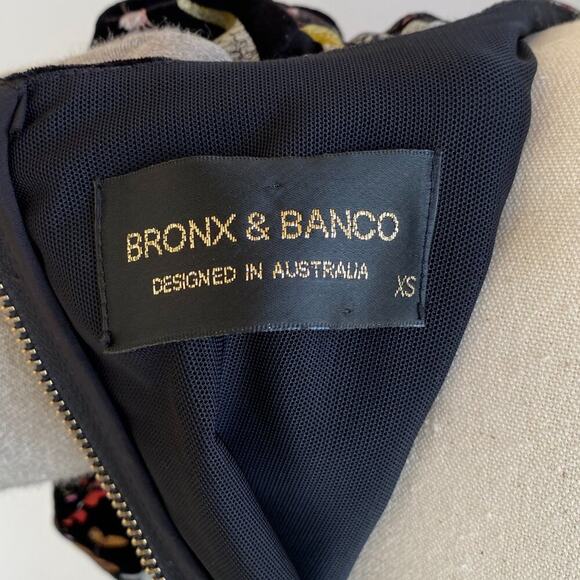 BRONX & BANCO
DESIGNED IN AUSTRALIA
XS